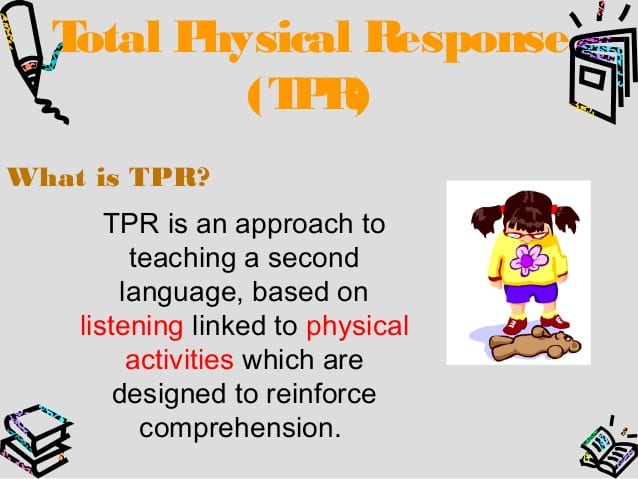 Total Physical Response
(TPR)
What is TPR?
TPR is an approach to
teaching a second
language, based on
listening linked to physical
activities which are
designed to reinforce
comprehension.